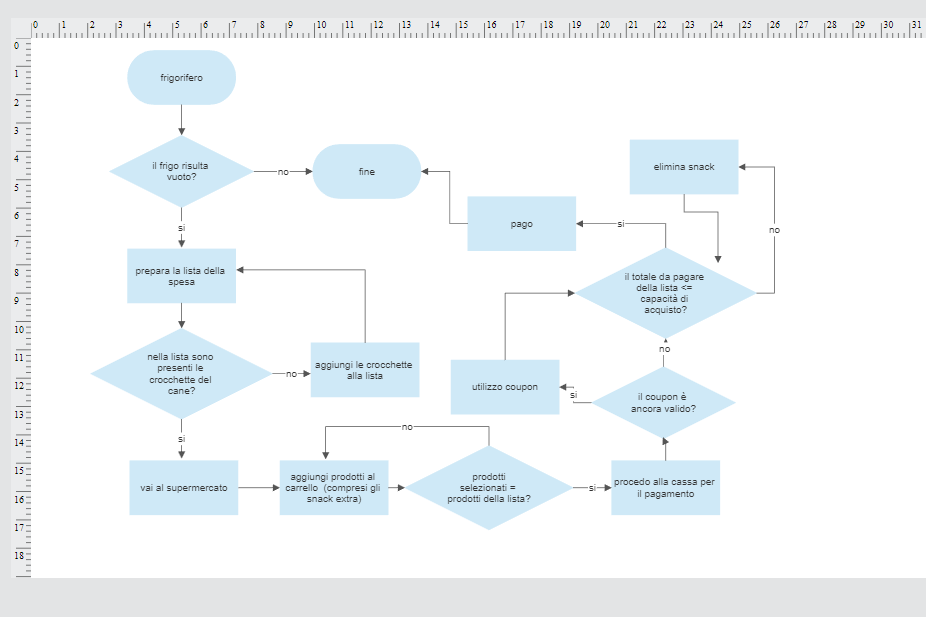 0 1 2 3 4 5 6 7 8 9 10 11 12 13 14 15 16 17 18 19 20 21 22 23 24 25 26 27 28 29 30 31
0
1
2
3
4
5
6
7
8
9
10
11
12
13
14
15
16
17
18
frigorifero
il frigo risulta
vuoto?
no
fine
si
prepara la lista della
spesa
nella lista sono
presenti le
crocchette del
cane?
no
aggiungi le crocchette
alla lista
si
vai al supermercato
aggiungi prodotti al
carrello (compresi gli
snack extra)
no
prodotti
selezionati =
prodotti della lista?
si
procedo alla cassa per
il pagamento
il coupon è
ancora valido?
si
utilizzo coupon
no
il totale da pagare
della lista <=
capacità di
acquisto?
no
elimina snack
si
pago